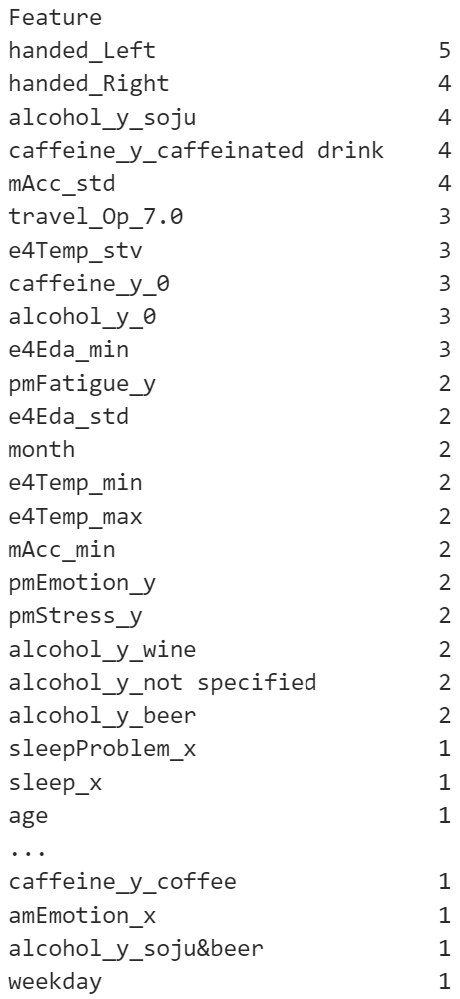 Feature
handed_Left 5
handed_Right 4
alcohol_y_soju 4
caffeine_y_caffeinated drink 4
mAcc_std 4
travel_Op_7.0 3
e4Temp_stv 3
caffeine_y_0 3
alcohol_y_0 3
e4Eda_min 3
pmFatigue_y 2
e4Eda_std 2
month 2
e4Temp_min 2
e4Temp_max 2
mAcc_min 2
pmEmotion_y 2
pmStress_y 2
alcohol_y_wine 2
alcohol_y_not specified 2
alcohol_y_beer 2
sleepProblem_x 1
sleep_x 1
age 1
...
caffeine_y_coffee 1
amEmotion_x 1
alcohol_y_soju&beer 1
weekday 1